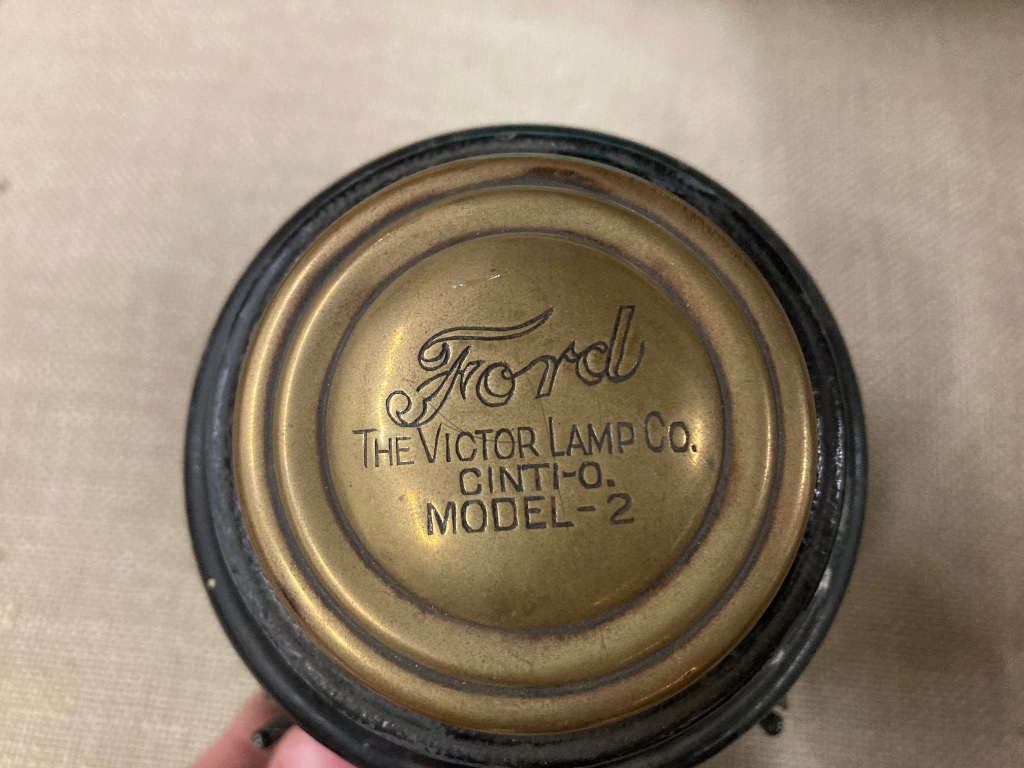 Ford
THE VICTOR LAMP CO.
CINTI-O.
MODEL-2